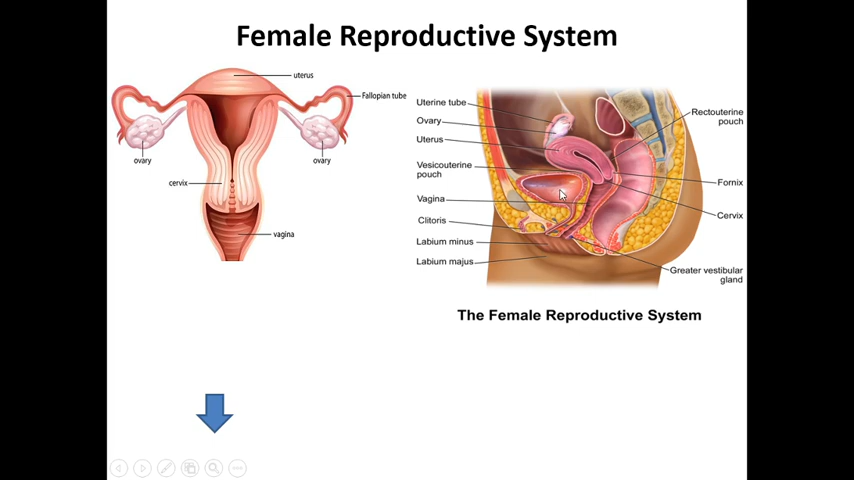 Female Reproductive System
uterus
Fallopian tube
ovary
ovary
cervix
vagina
Uterine tube
Ovary
Uterus
Vesicouterine
pouch
Vagina
Clitoris
Labium minus
Labium majus
Rectouterine
pouch
Fornix
Cervix
Greater vestibular
gland
The Female Reproductive System